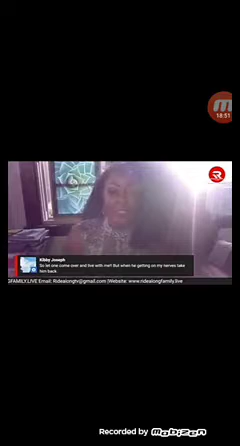 18:51
Kibby Joseph
So let one come over and live with me!! But when he getting on my nerves take
him back
GFAMILY.LIVE Email: Ridealongtv@gmail.com |Website: www.ridealongfamily.live
Recorded by mobizen